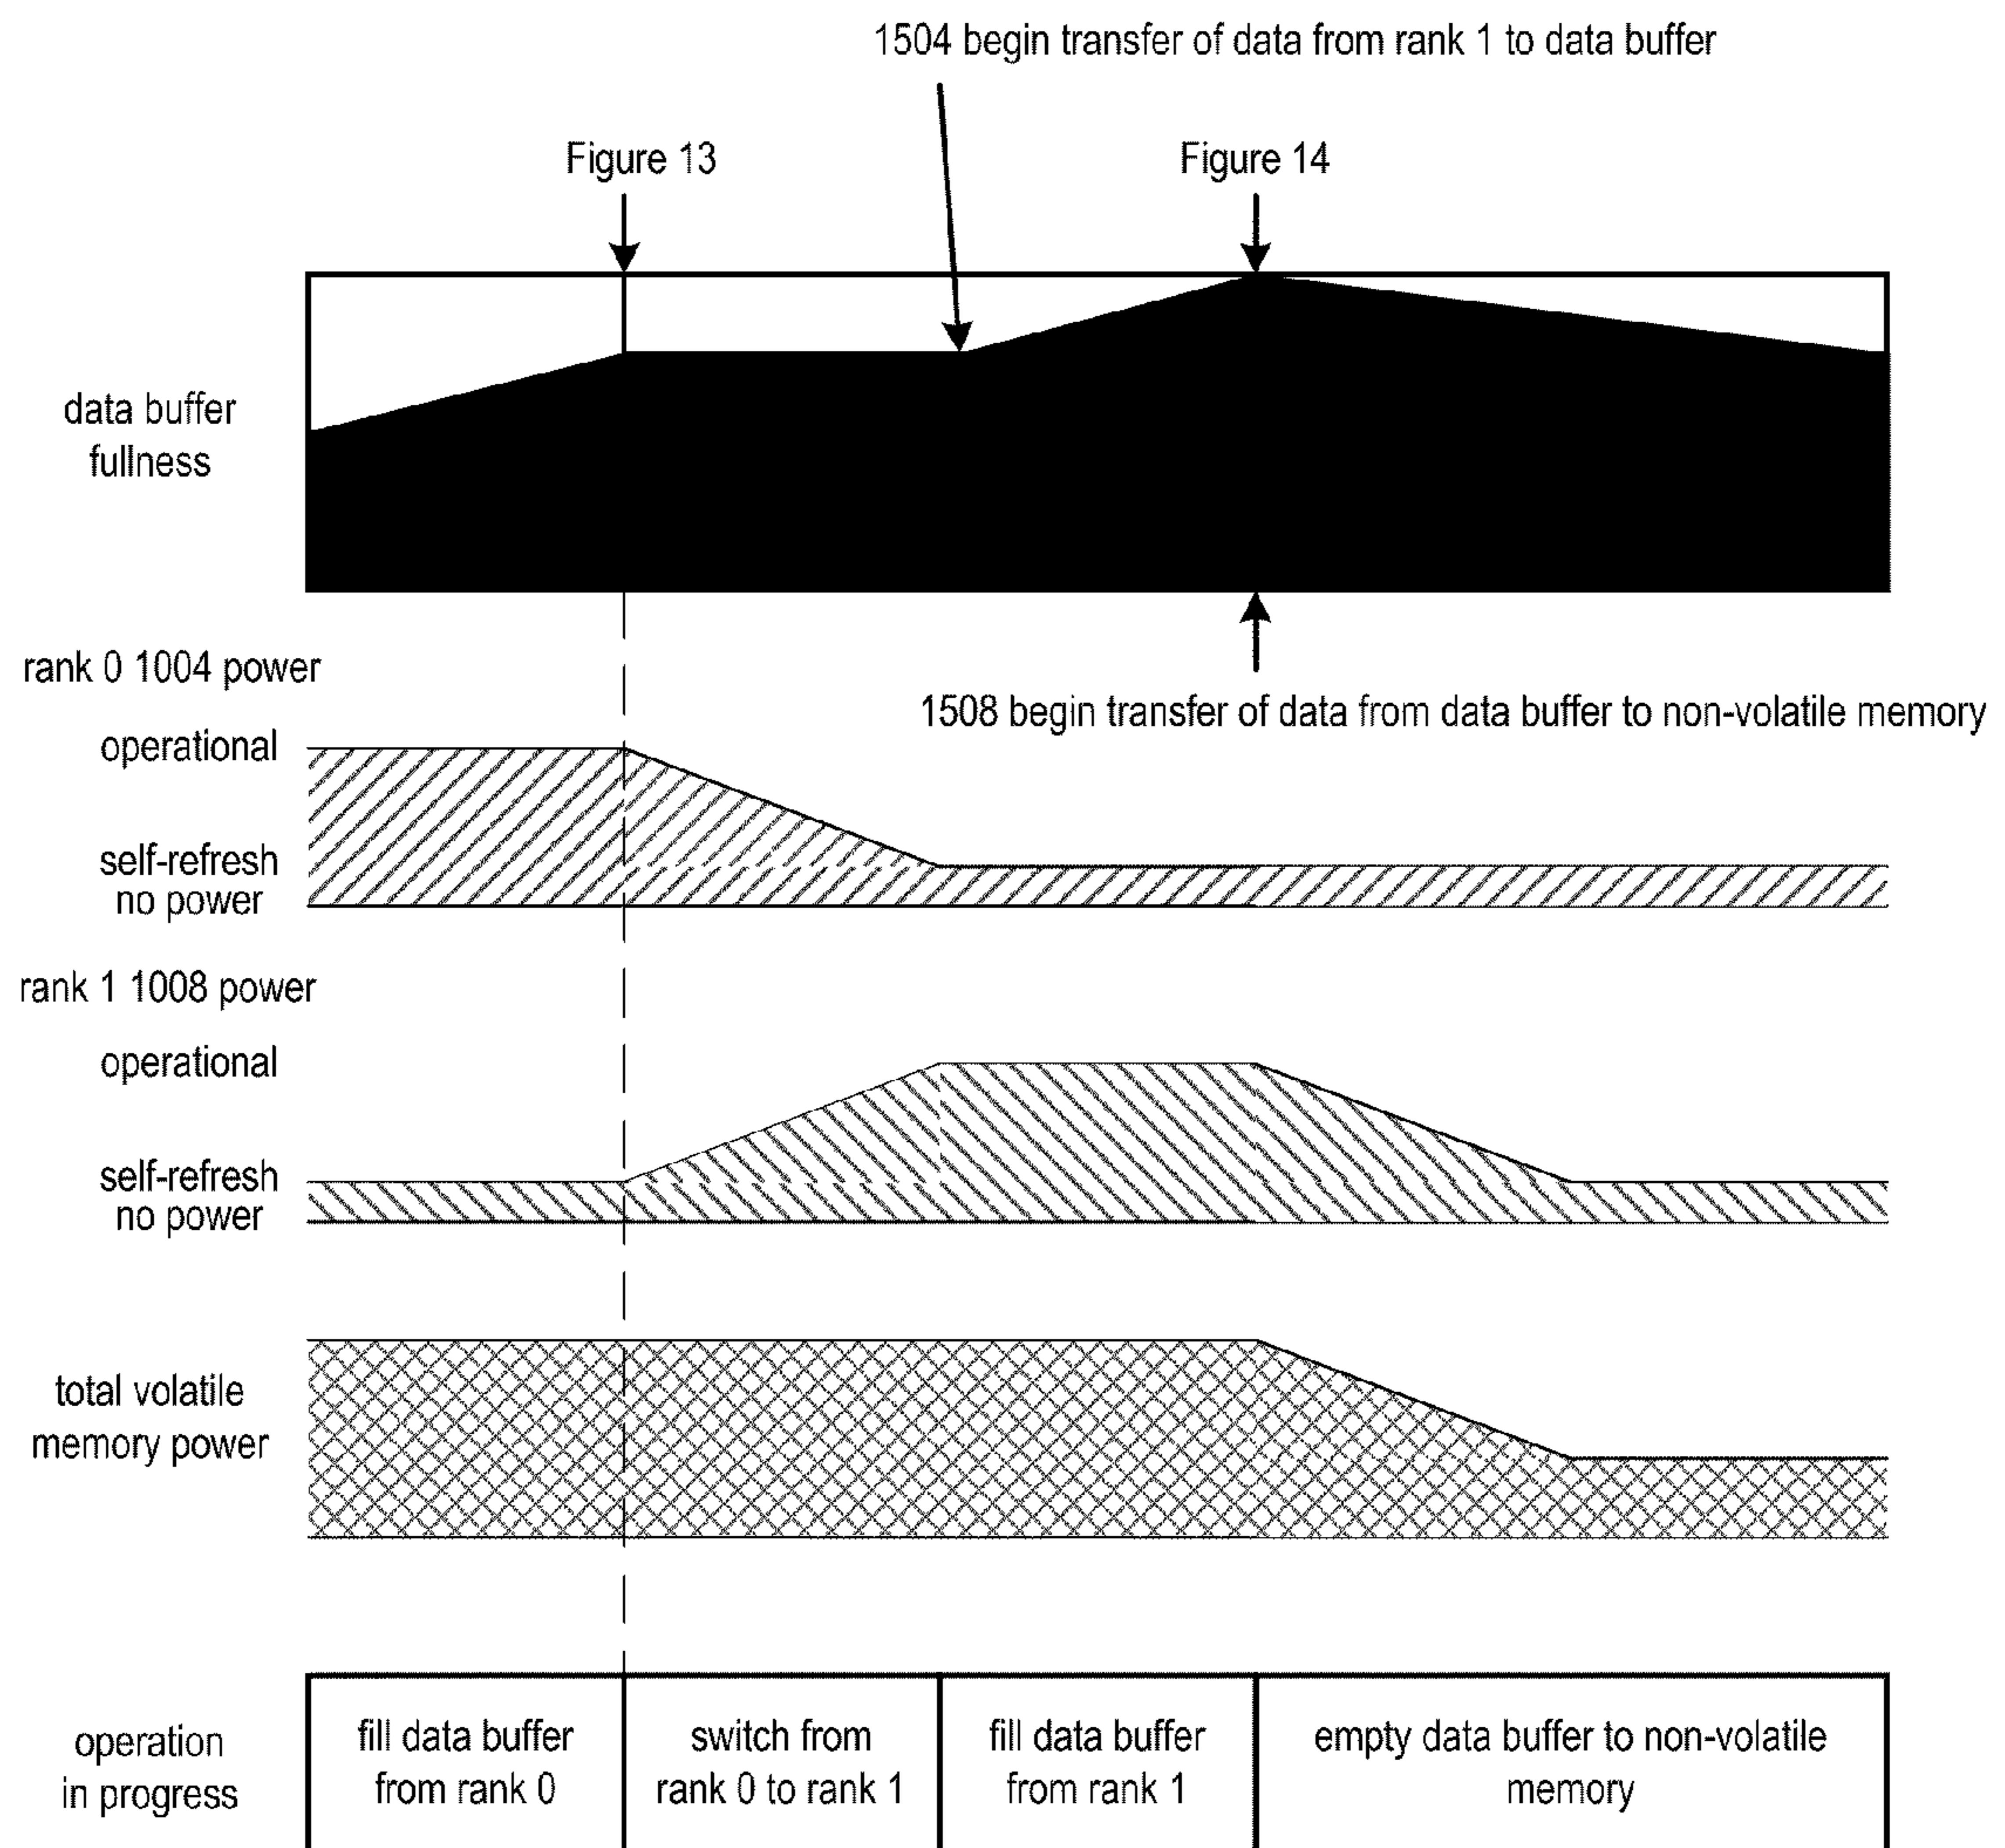 1504 begin transfer of data from rank 1 to data buffer
Figure 13
Figure 14
data buffer
fullness
rank 0 1004 power
1508 begin transfer of data from data buffer to non-volatile memory
operational
self-refresh
no power
rank 1 1008 power
operational
self-refresh
no power
total volatile
memory power
operation
in progress
fill data buffer
from rank 0
switch from
rank 0 to rank 1
fill data buffer
from rank 1
empty data buffer to non-volatile
memory